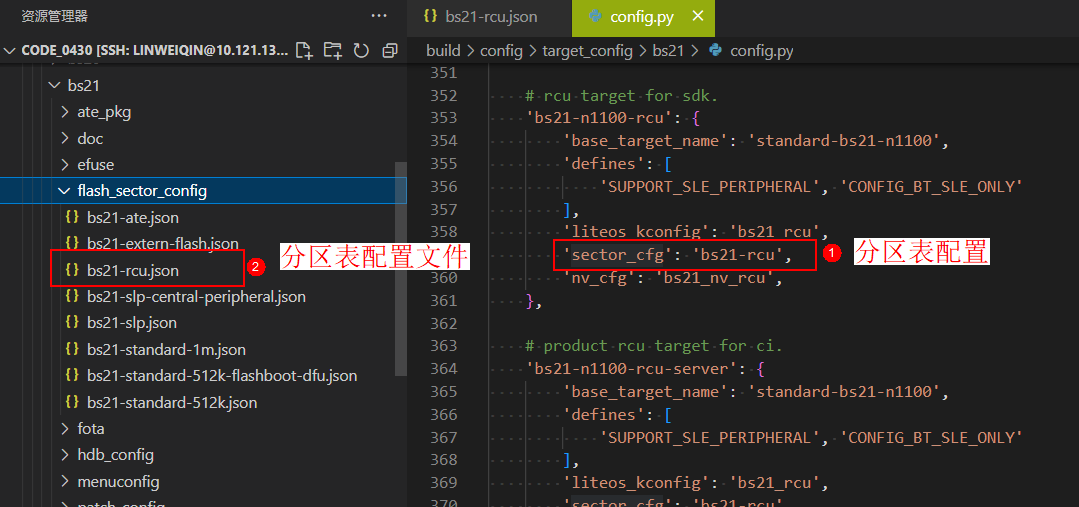 资源管理器 ...
CODE_0430 [SSH: LINWEIQIN@10.121.13...
bs21
ate_pkg
doc
efuse
flash_sector_config
{} bs21-ate.json
{} bs21-extern-flash.json
{} bs21-rcu.json 2 分区表配置文件
{} bs21-slp-central-peripheral.json
{} bs21-slp.json
{} bs21-standard-1m.json
{} bs21-standard-512k-flashboot-dfu.json
{} bs21-standard-512k.json
fota
hdb_config
menuconfig
patch_config
{} bs21-rcu.json config.py ×
build > config > target_config > bs21 > config.py
351
352 # rcu target for sdk.
353 'bs21-n1100-rcu': {
354 'base_target_name': 'standard-bs21-n1100',
355 'defines': [
356 'SUPPORT_SLE_PERIPHERAL', 'CONFIG_BT_SLE_ONLY'
357 ],
358 'liteos_kconfig': 'bs21_rcu',
'sector_cfg': 'bs21-rcu', 1 分区表配置
360 'nv_cfg': 'bs21_nv_rcu',
361 },
362
363 # product rcu target for ci.
364 'bs21-n1100-rcu-server': {
365 'base_target_name': 'standard-bs21-n1100',
366 'defines': [
367 'SUPPORT_SLE_PERIPHERAL', 'CONFIG_BT_SLE_ONLY'
368 ],
369 'liteos_kconfig': 'bs21_rcu',
370 'sector_cfg': 'bs21-rcu',